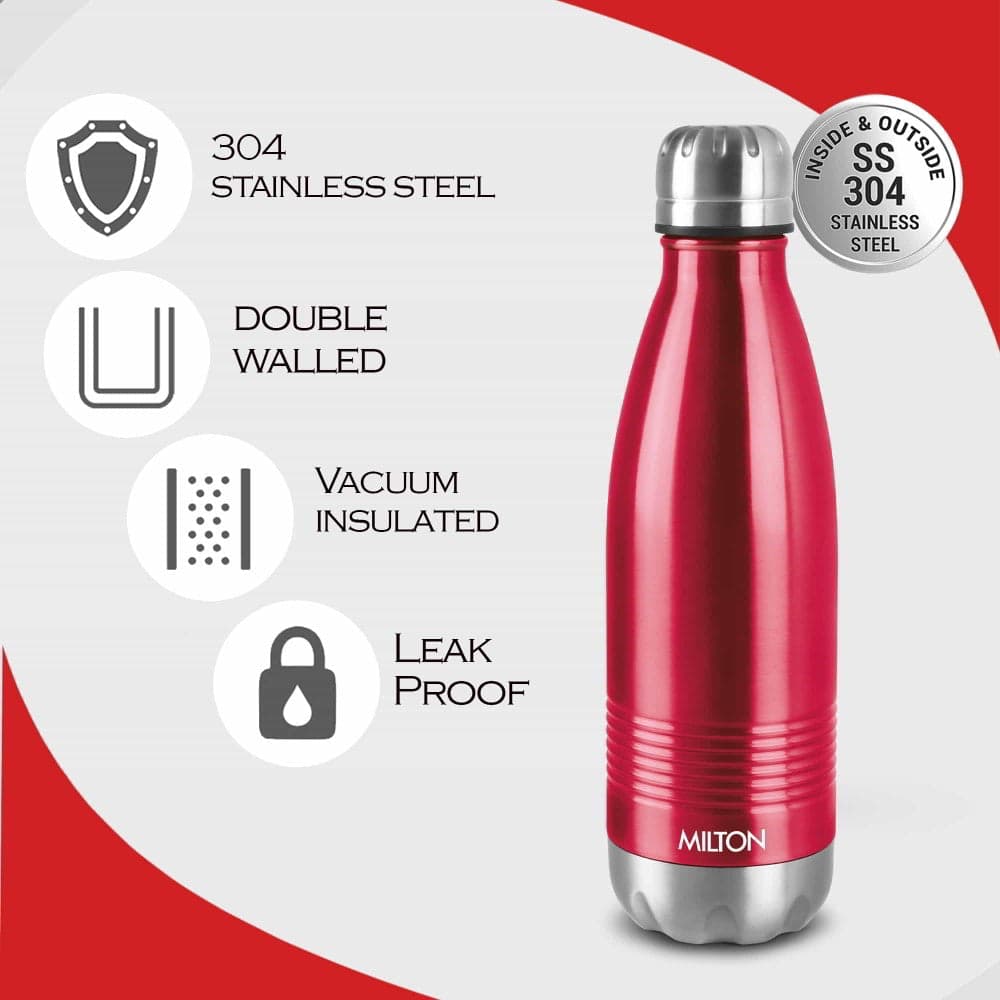 304
STAINLESS STEEL
DOUBLE
WALLED
VACUUM
INSULATED
LEAK
PROOF
INSIDE & OUTSIDE
SS
304
STAINLESS
STEEL
MILTON